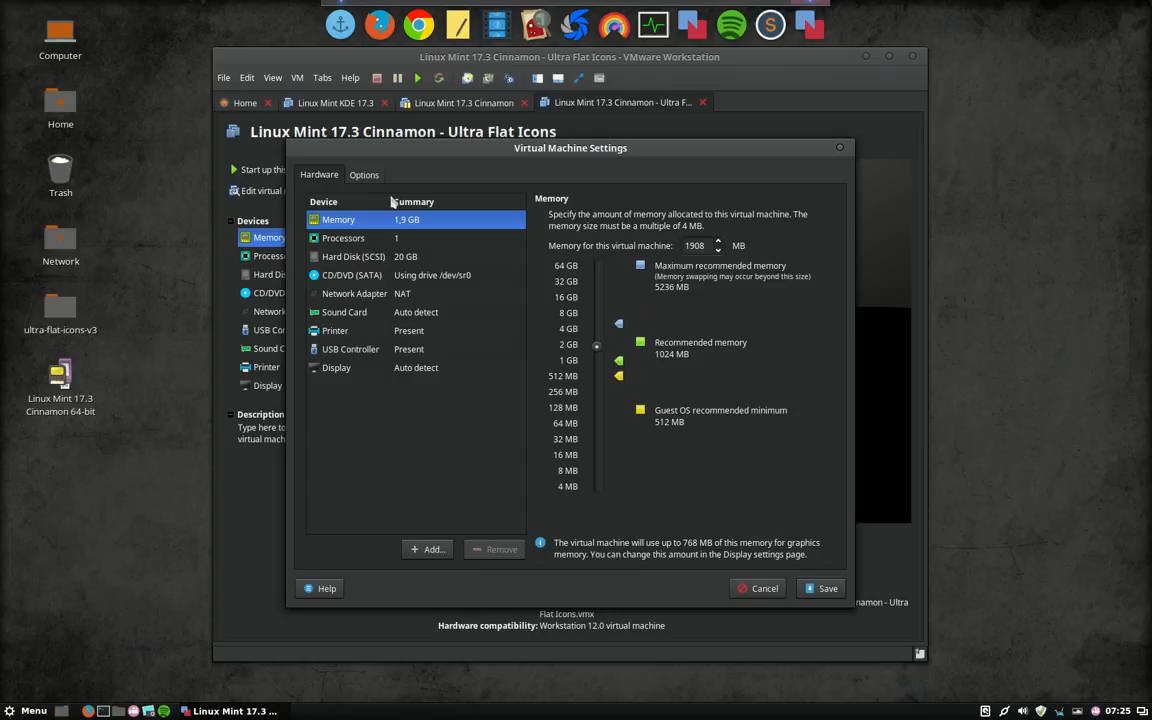 Computer
Home
Trash
Network
ultra-flat-icons-v3
Linux Mint 17.3
Cinnamon 64-bit
Linux Mint 17.3 Cinnamon - Ultra Flat Icons - VMware Workstation
File Edit View VM Tabs Help
Home Linux Mint KDE 17.3 Linux Mint 17.3 Cinnamon Linux Mint 17.3 Cinnamon - Ultra F...
Linux Mint 17.3 Cinnamon - Ultra Flat Icons
Start up this
Edit virtual
Devices
Memory
Process
Hard Dis
CD/DVD
Network
USB Con
Sound C
Printer
Display
Description
Type here to
virtual mach
Virtual Machine Settings
Hardware Options
Device Summary
Memory 1,9 GB
Processors 1
Hard Disk (SCSI) 20 GB
CD/DVD (SATA) Using drive /dev/sr0
Network Adapter NAT
Sound Card Auto detect
Printer Present
USB Controller Present
Display Auto detect
Add... Remove
Memory
Specify the amount of memory allocated to this virtual machine. The
memory size must be a multiple of 4 MB.
Memory for this virtual machine: 1908 MB
64 GB
32 GB
16 GB
8 GB
4 GB
2 GB
1 GB
512 MB
256 MB
128 MB
64 MB
32 MB
16 MB
8 MB
4 MB
Maximum recommended memory
(Memory swapping may occur beyond this size)
5236 MB
Recommended memory
1024 MB
Guest OS recommended minimum
512 MB
The virtual machine will use up to 768 MB of this memory for graphics
memory. You can change this amount in the Display settings page.
Help Cancel Save
namon - Ultra
Flat Icons.vmx
Hardware compatibility: Workstation 12.0 virtual machine
Menu Linux Mint 17.3 ... 07:25